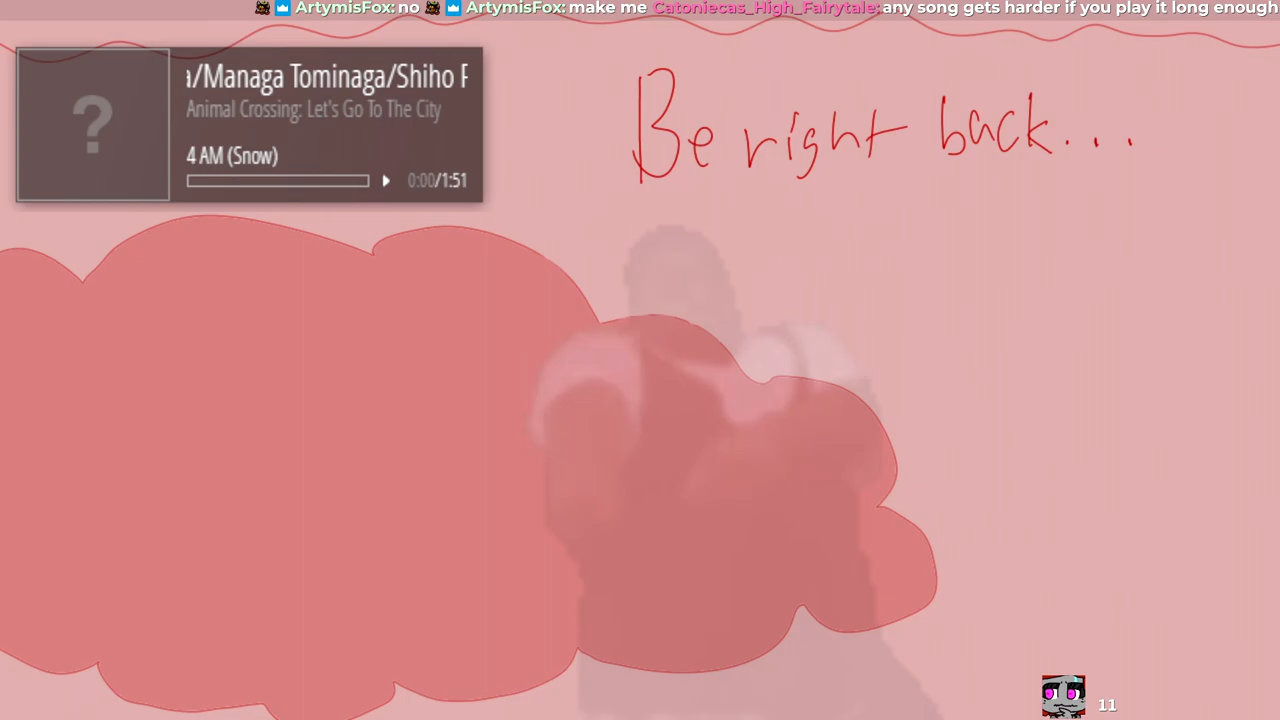 ArtymisFox: no ArtymisFox: make me Catoniecas_High_Fairytale: any song gets harder if you play it long enough
/Managa Tominaga/Shiho
Animal Crossing: Let's Go To The City
4 AM (Snow)
0:00/1:51
?
Be right back...
11